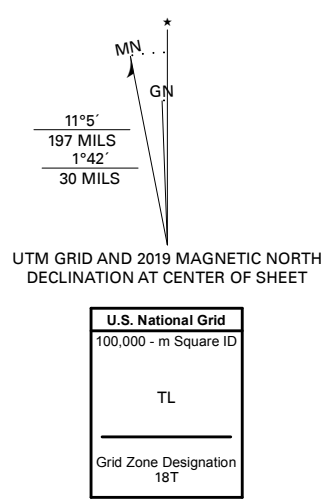 ★
MN
GN
11°5´
197 MILS
1°42´
30 MILS
UTM GRID AND 2019 MAGNETIC NORTH
DECLINATION AT CENTER OF SHEET
U.S. National Grid
100,000 - m Square ID
TL
Grid Zone Designation
18T